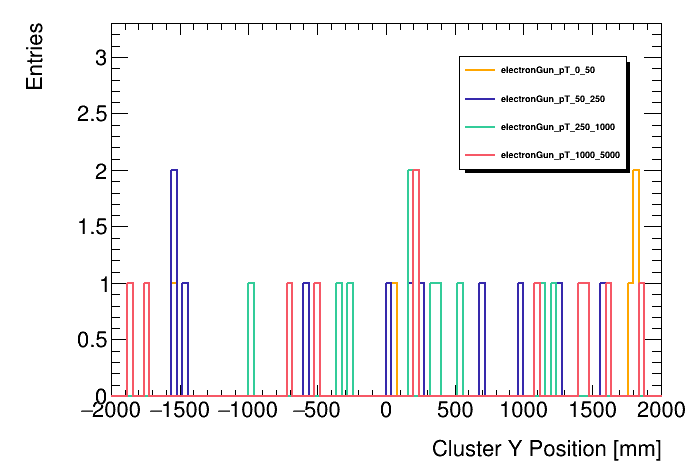 Entries
3
2.5
2
1.5
1
0.5
0
−2000 −1500 −1000 −500 0 500 1000 1500 2000
Cluster Y Position [mm]
electronGun_pT_0_50
electronGun_pT_50_250
electronGun_pT_250_1000
electronGun_pT_1000_5000